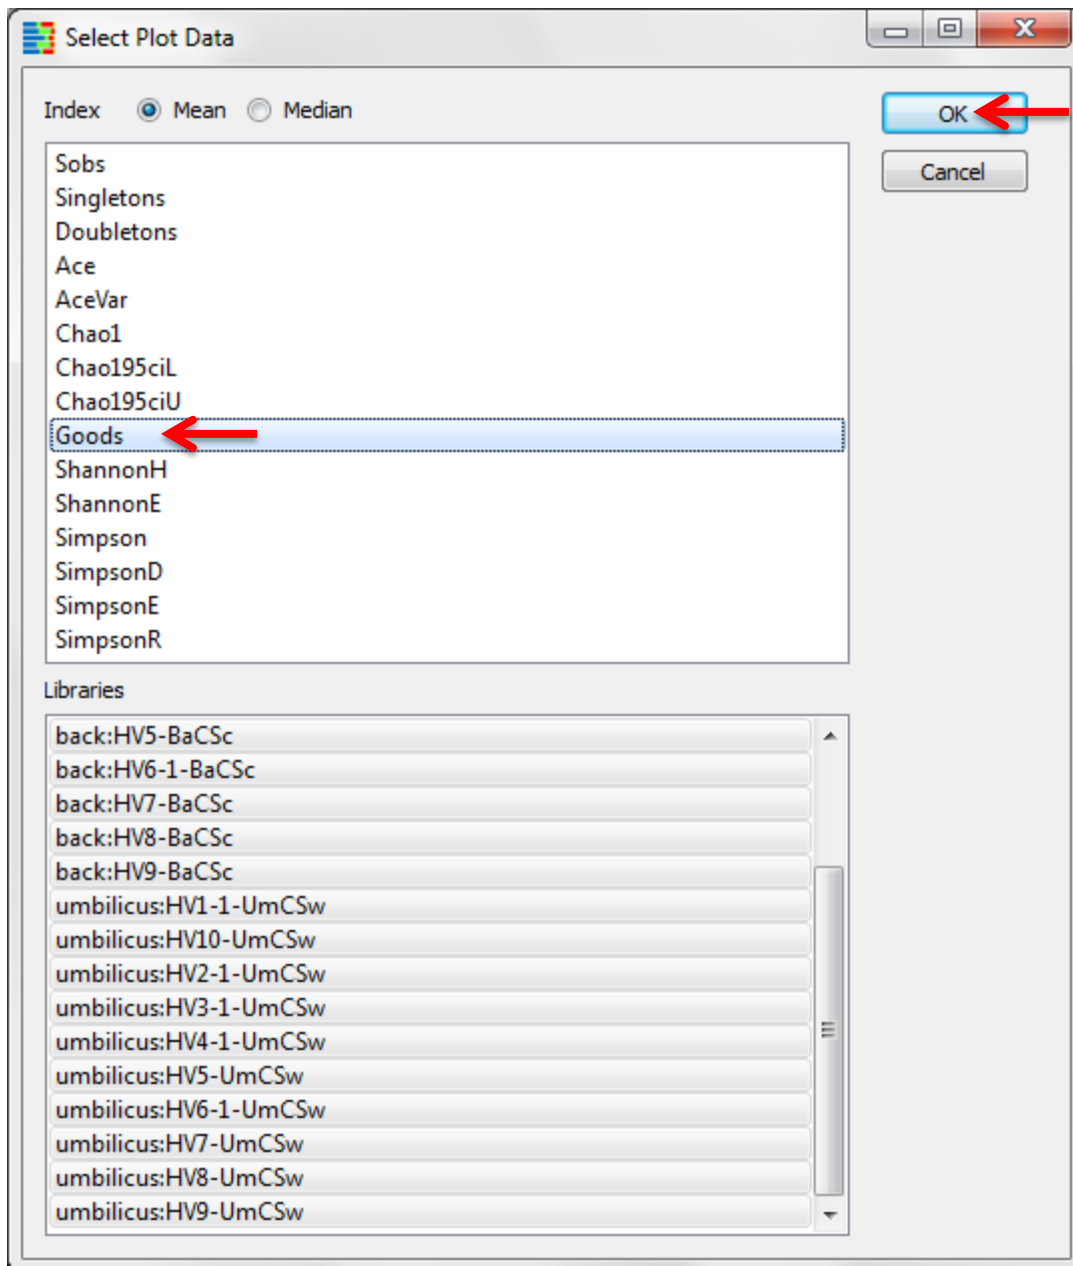 Select Plot Data
Index Mean Median
OK
Cancel
Sobs
Singletons
Doubletons
Ace
AceVar
Chao1
Chao195ciL
Chao195ciU
Goods
ShannonH
ShannonE
Simpson
SimpsonD
SimpsonE
SimpsonR
Libraries
back:HV5-BaCSc
back:HV6-1-BaCSc
back:HV7-BaCSc
back:HV8-BaCSc
back:HV9-BaCSc
umbilicus:HV1-1-UmCSw
umbilicus:HV10-UmCSw
umbilicus:HV2-1-UmCSw
umbilicus:HV3-1-UmCSw
umbilicus:HV4-1-UmCSw
umbilicus:HV5-UmCSw
umbilicus:HV6-1-UmCSw
umbilicus:HV7-UmCSw
umbilicus:HV8-UmCSw
umbilicus:HV9-UmCSw